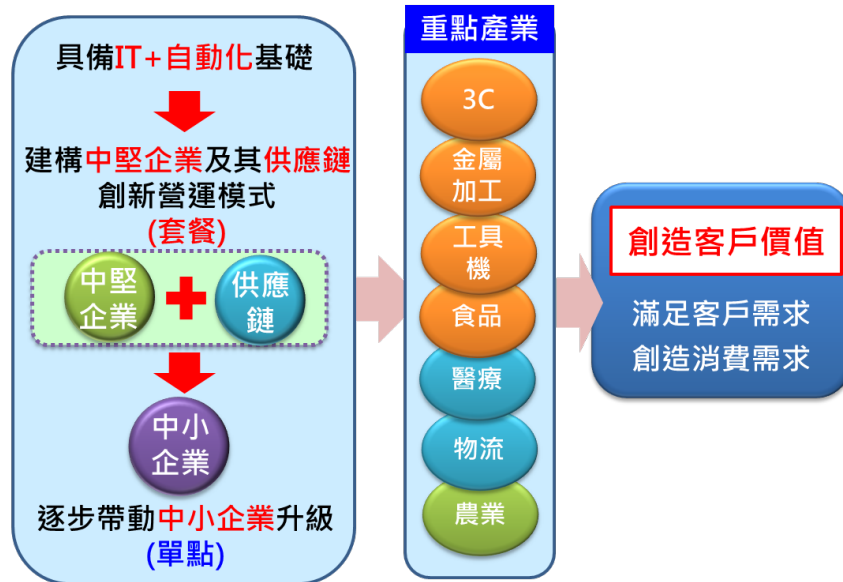 具備IT+自動化基礎
建構中堅企業及其供應鏈
創新營運模式
(套餐)
中堅
企業
供應
鏈
中小
企業
逐步帶動中小企業升級
(單點)
重點產業
3C
金屬
加工
工具
機
食品
醫療
物流
農業
創造客戶價值
滿足客戶需求
創造消費需求